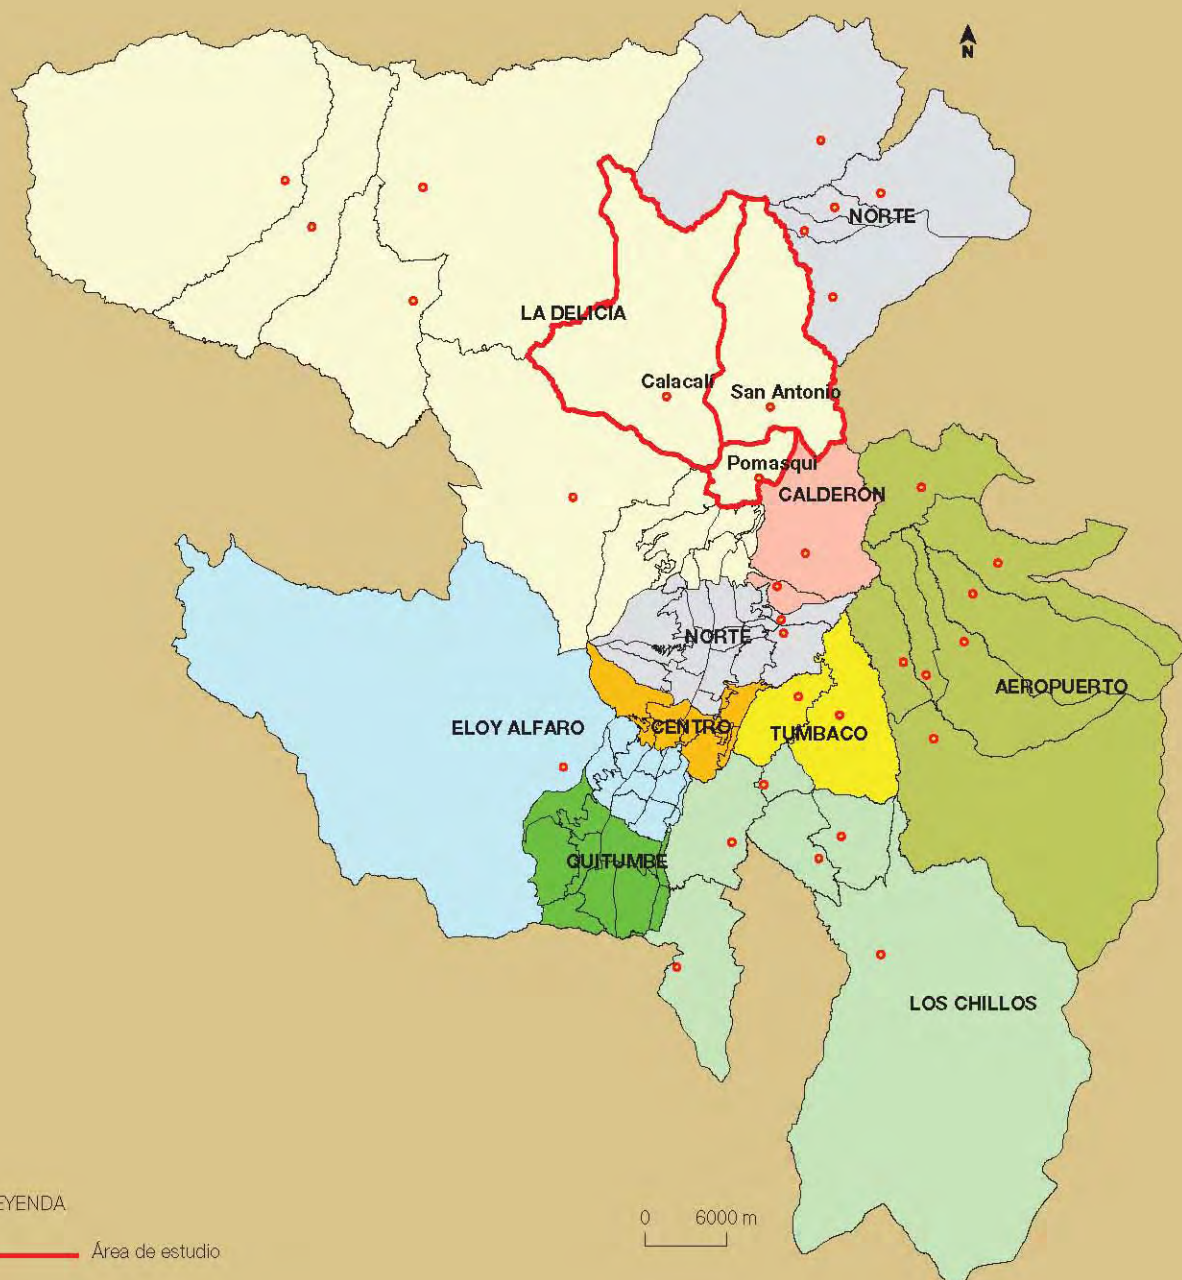 N
NORTE
LA DELICIA
Calacalí
San Antonio
Pomasqui
CALDERÓN
NORTE
AEROPUERTO
ELOY ALFARO
CENTRO
TUMBACO
QUITUMBE
LOS CHILLOS
EYENDA
0 6000 m
Área de estudio